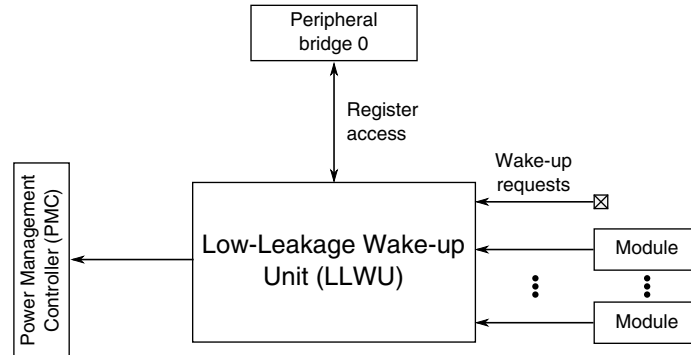 Peripheral
bridge 0
Register
access
Wake-up
requests
Power Management
Controller (PMC)
Low-Leakage Wake-up
Unit (LLWU)
Module
Module